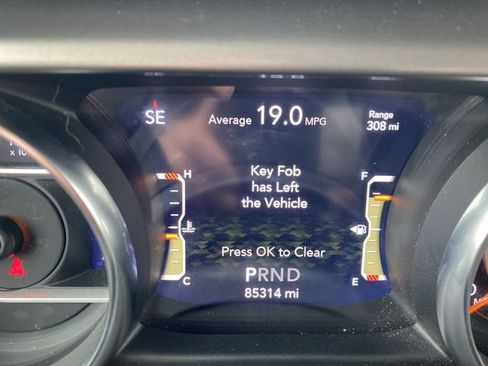 SE
Average 19.0 MPG
Range
308 mi
H
F
Key Fob
has Left
the Vehicle
Press OK to Clear
C
E
PRND
85314 mi
x 10